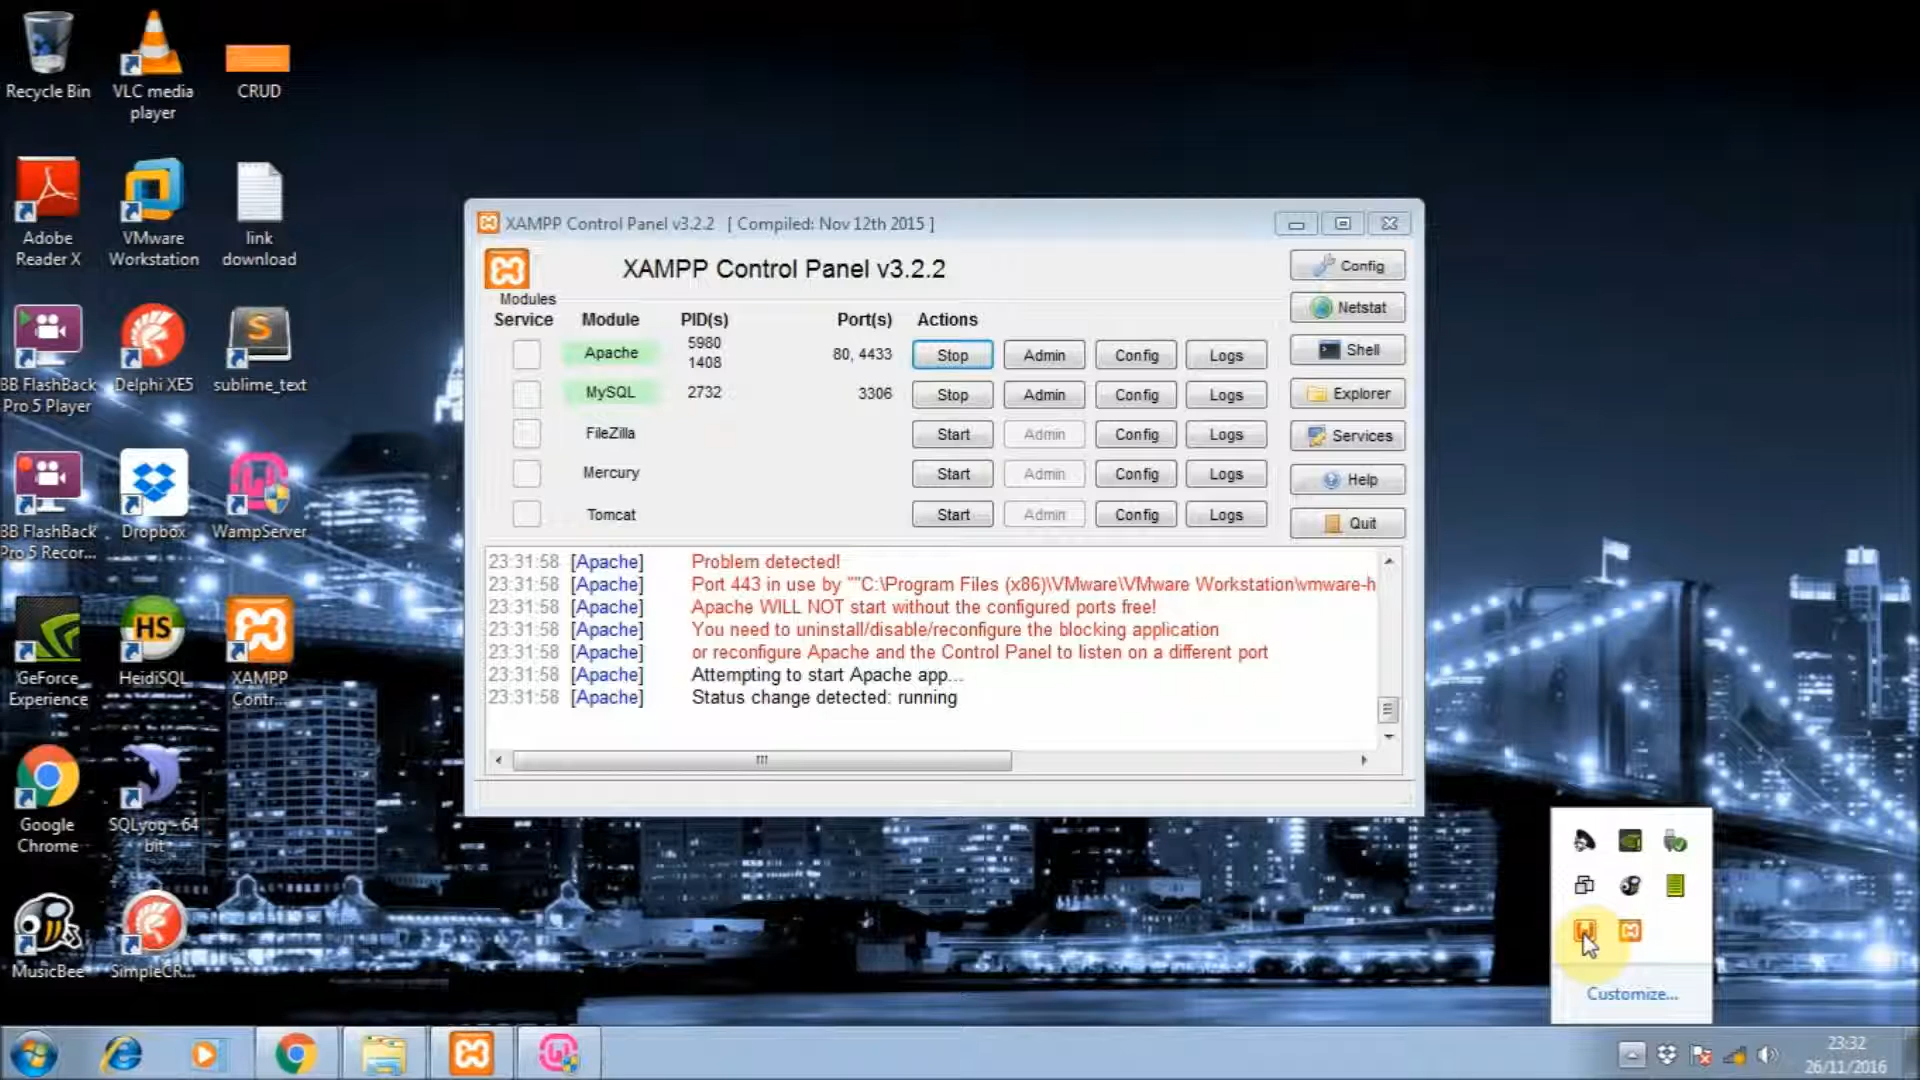 Recycle Bin
VLC media
player
CRUD
Adobe
Reader X
VMware
Workstation
link
download
BB FlashBack
Pro 5 Player
Delphi XE5
S
sublime_text
BB FlashBack
Pro 5 Recor...
Dropbox
WampServer
GeForce
Experience
HS
HeidiSQL
XAMPP
Contr...
Google
Chrome
SQLyog - 64
bit
MusicBee
SimpleCR...
XAMPP Control Panel v3.2.2 [ Compiled: Nov 12th 2015 ]
XAMPP Control Panel v3.2.2
Config
Modules
Service Module PID(s) Port(s) Actions
Netstat
Apache 5980
1408 80, 4433 Stop Admin Config Logs
Shell
MySQL 2732 3306 Stop Admin Config Logs
Explorer
FileZilla Start Admin Config Logs
Services
Mercury Start Admin Config Logs
Help
Tomcat Start Admin Config Logs
Quit
23:31:58 [Apache] Problem detected!
23:31:58 [Apache] Port 443 in use by ""C:\Program Files (x86)\VMware\VMware Workstation\vmware-h
23:31:58 [Apache] Apache WILL NOT start without the configured ports free!
23:31:58 [Apache] You need to uninstall/disable/reconfigure the blocking application
23:31:58 [Apache] or reconfigure Apache and the Control Panel to listen on a different port
23:31:58 [Apache] Attempting to start Apache app...
23:31:58 [Apache] Status change detected: running
Customize...
23:32
26/11/2016